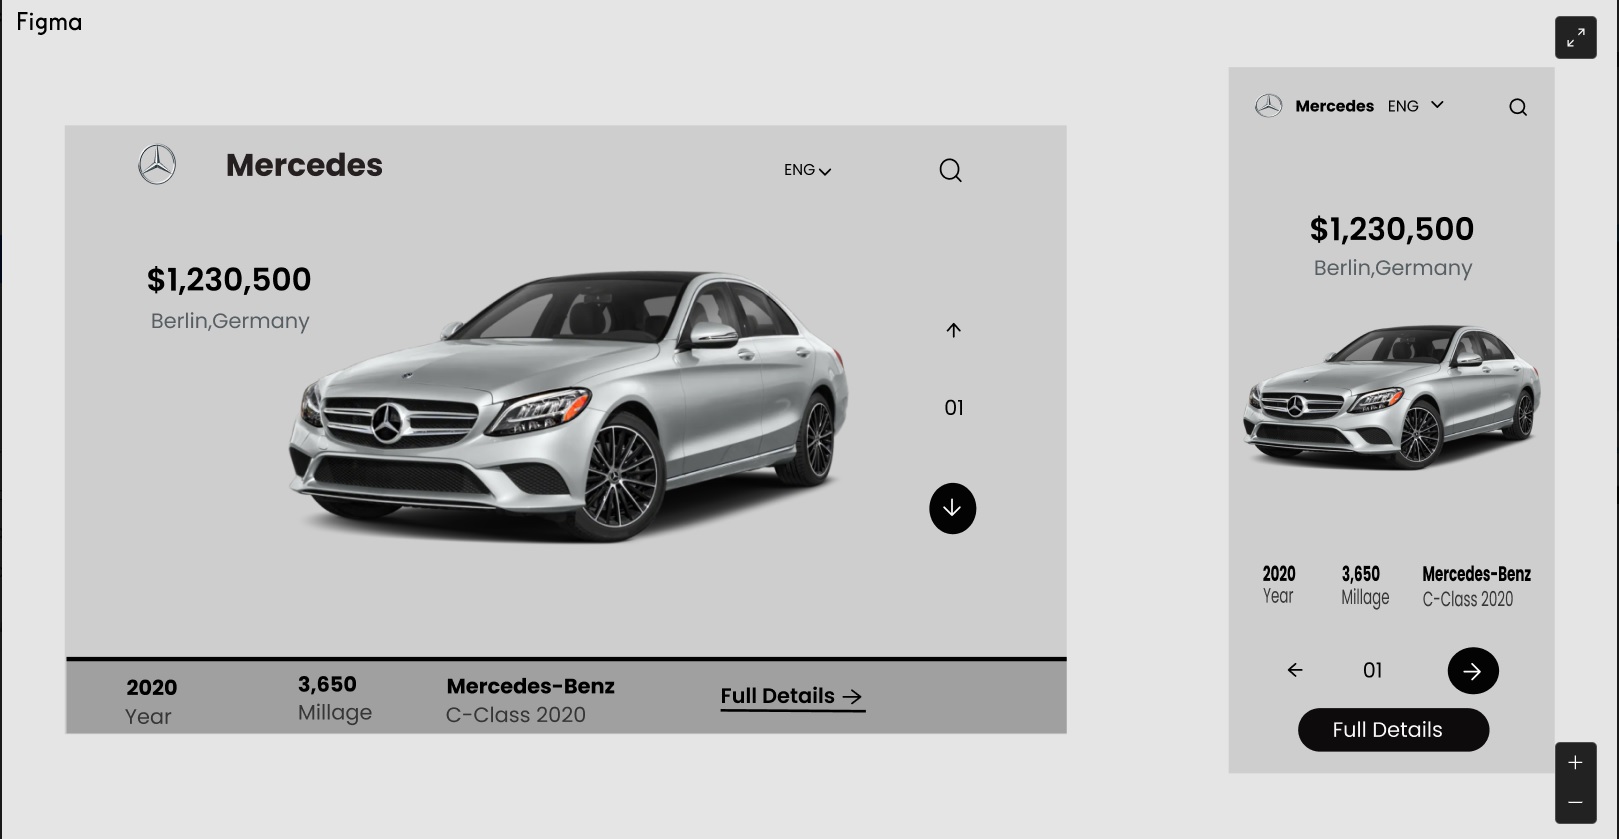 Figma
Mercedes
ENG
$1,230,500
Berlin,Germany
01
2020
Year
3,650
Millage
Mercedes-Benz
C-Class 2020
Full Details
Mercedes ENG
$1,230,500
Berlin,Germany
2020
Year
3,650
Millage
Mercedes-Benz
C-Class 2020
01
Full Details